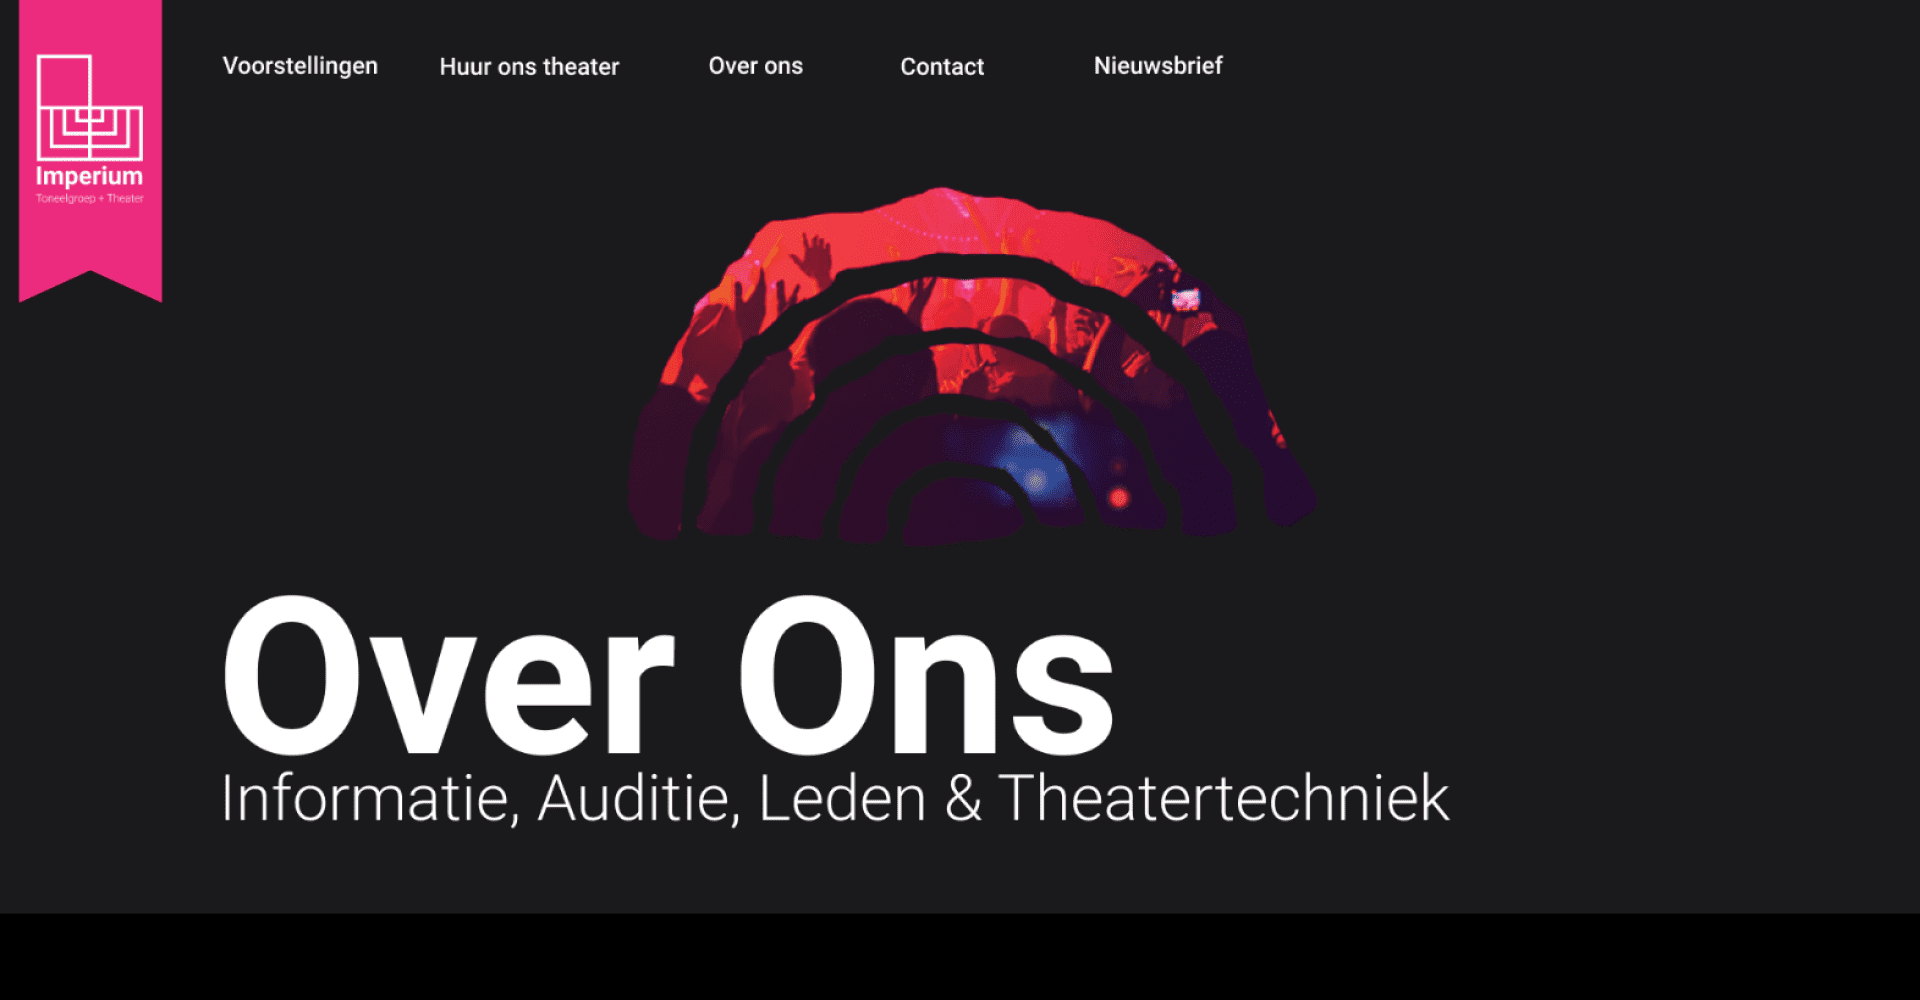 Imperium
Toneelgroep + Theater
Voorstellingen
Huur ons theater
Over ons
Contact
Nieuwsbrief
Over Ons
Informatie, Auditie, Leden & Theatertechniek